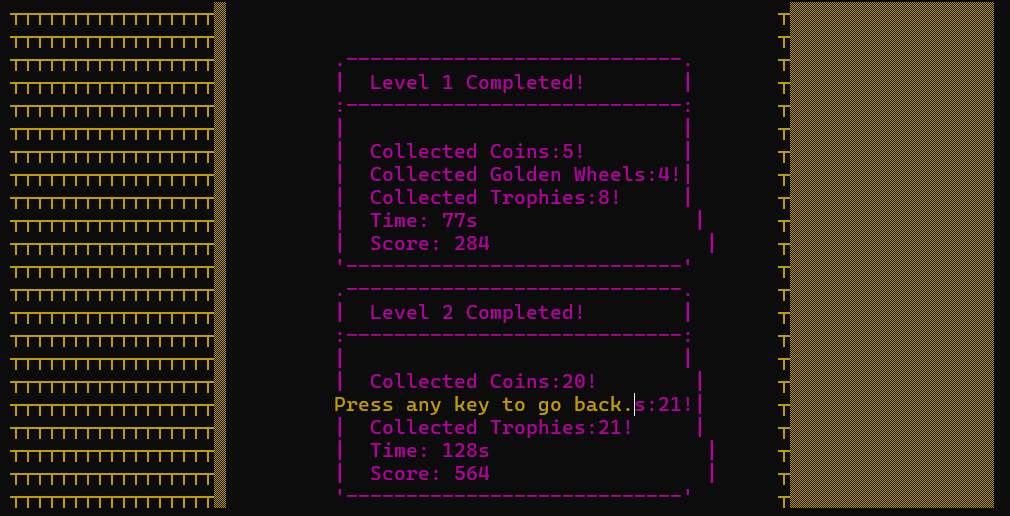 Level 1 Completed!
Collected Coins:5!
Collected Golden Wheels:4!
Collected Trophies:8!
Time: 77s
Score: 284
Level 2 Completed!
Collected Coins:20!
Press any key to go back.s:21!
Collected Trophies:21!
Time: 128s
Score: 564